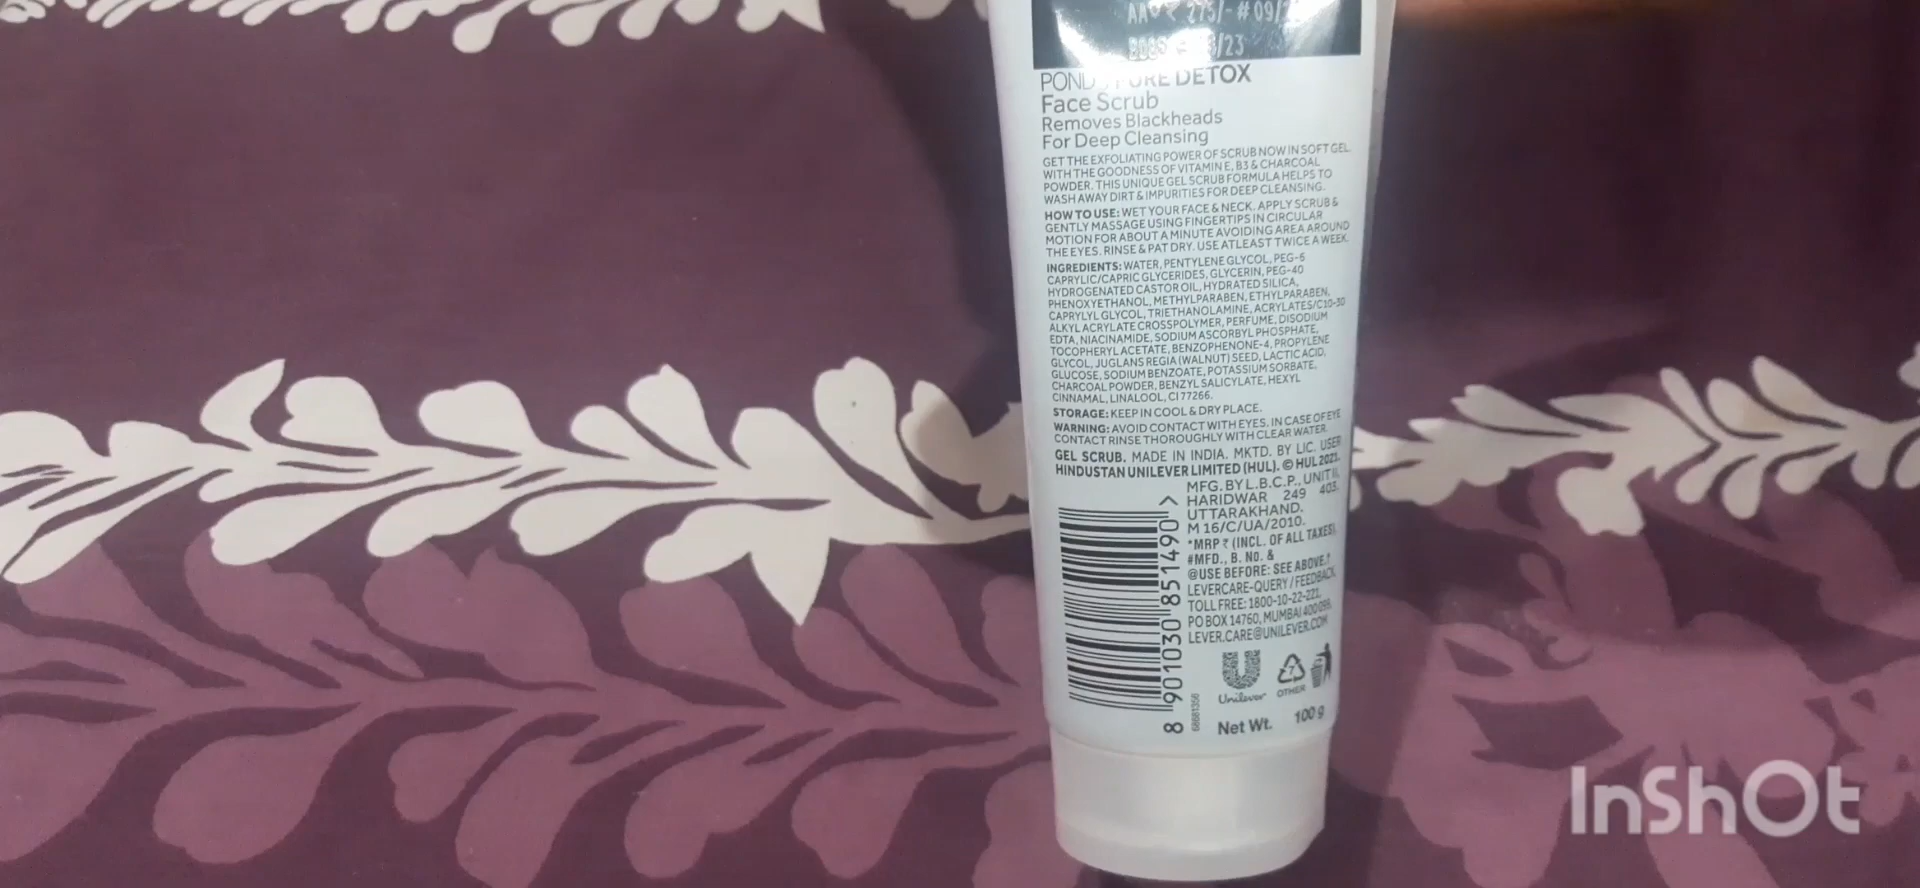 275/- # 09/2
/23
POND'S PURE DETOX
Face Scrub
Removes Blackheads
For Deep Cleansing
GET THE EXFOLIATING POWER OF SCRUB NOW IN SOFT GEL
WITH THE GOODNESS OF VITAMIN E, B3 & CHARCOAL
POWDER. THIS UNIQUE GEL SCRUB FORMULA HELPS TO
WASH AWAY DIRT & IMPURITIES FOR DEEP CLEANSING.
HOW TO USE: WET YOUR FACE & NECK. APPLY SCRUB &
GENTLY MASSAGE USING FINGERTIPS IN CIRCULAR
MOTION FOR ABOUT A MINUTE AVOIDING AREA AROUND
THE EYES. RINSE & PAT DRY. USE ATLEAST TWICE A WEEK.
INGREDIENTS: WATER, PENTYLENE GLYCOL, PEG-6
CAPRYLIC/CAPRIC GLYCERIDES, GLYCERIN, PEG-40
HYDROGENATED CASTOR OIL, HYDRATED SILICA,
PHENOXYETHANOL, METHYLPARABEN, ETHYLPARABEN,
CAPRYLYL GLYCOL, TRIETHANOLAMINE, ACRYLATES/C10-30
ALKYL ACRYLATE CROSSPOLYMER, PERFUME, DISODIUM
EDTA, NIACINAMIDE, SODIUM ASCORBYL PHOSPHATE,
TOCOPHERYL ACETATE, BENZOPHENONE-4, PROPYLENE
GLYCOL, JUGLANS REGIA (WALNUT) SEED, LACTIC ACID,
GLUCOSE, SODIUM BENZOATE, POTASSIUM SORBATE,
CHARCOAL POWDER, BENZYL SALICYLATE, HEXYL
CINNAMAL, LINALOOL, CI 77266.
STORAGE: KEEP IN COOL & DRY PLACE.
WARNING: AVOID CONTACT WITH EYES. IN CASE OF EYE
CONTACT RINSE THOROUGHLY WITH CLEAR WATER.
GEL SCRUB. MADE IN INDIA. MKTD. BY LIC. USER
HINDUSTAN UNILEVER LIMITED (HUL). © HUL 2021.
MFG. BY L.B.C.P., UNIT II,
HARIDWAR 249 403,
UTTARAKHAND.
M 16/C/UA/2010.
*MRP ₹ (INCL. OF ALL TAXES),
#MFD., B. No. &
@USE BEFORE: SEE ABOVE.↑
LEVERCARE-QUERY / FEEDBACK
TOLL FREE: 1800-10-22-221,
PO BOX 14760, MUMBAI 400099.
LEVER.CARE@UNILEVER.COM
8 901030 851490 >
68681356
Unilever
7
OTHER
Net Wt. 100 g
InShOt